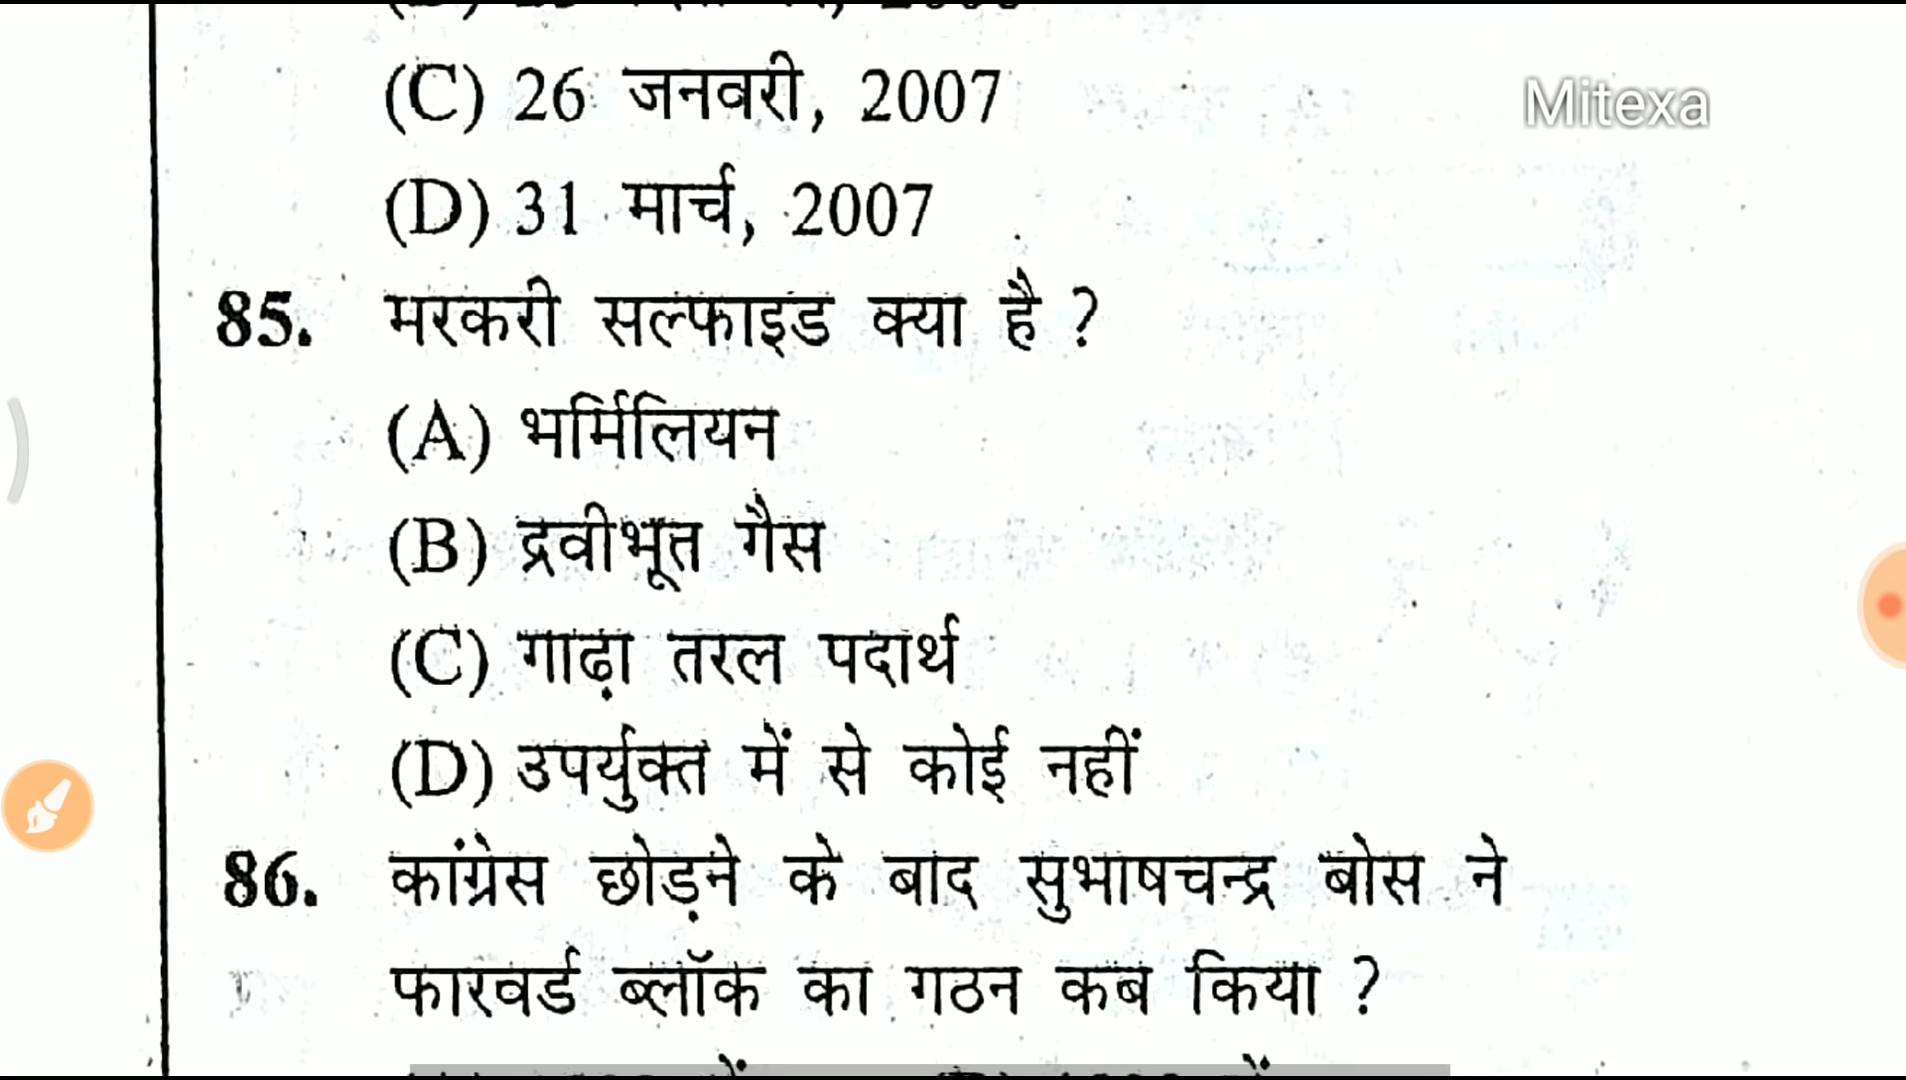 (C) 26 जनवरी, 2007
Mitexa
(D) 31 मार्च, 2007
85. मरकरी सल्फाइड क्या है ?
(A) भर्मिलियन
(B) द्रवीभूत गैस
(C) गाढ़ा तरल पदार्थ
(D) उपर्युक्त में से कोई नहीं
86. कांग्रेस छोड़ने के बाद सुभाषचन्द्र बोस ने
फारवर्ड ब्लॉक का गठन कब किया ?